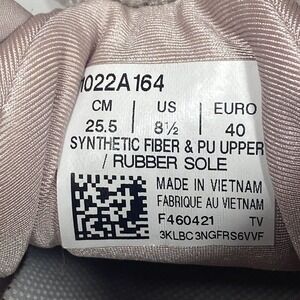 1022A164
CM US EURO
25.5 8½ 40
SYNTHETIC FIBER & PU UPPER
/ RUBBER SOLE
MADE IN VIETNAM
FABRIQUE AU VIETNAM
F460421 TV
3KLBC3NGFRS6VVF